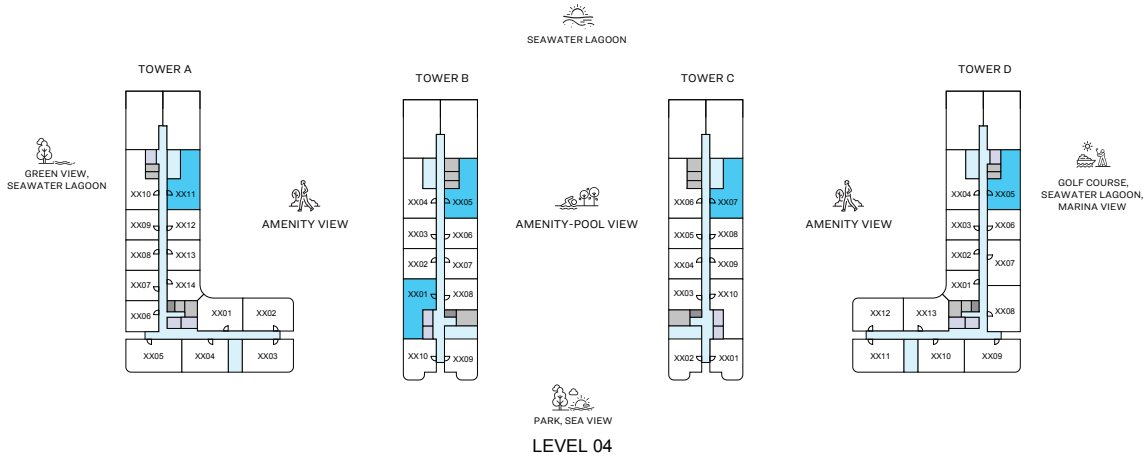 SEAWATER LAGOON
TOWER A
TOWER B
TOWER C
TOWER D
GREEN VIEW,
SEAWATER LAGOON
AMENITY VIEW
AMENITY-POOL VIEW
AMENITY VIEW
GOLF COURSE,
SEAWATER LAGOON,
MARINA VIEW
XX10 XX11
XX09 XX12
XX08 XX13
XX07 XX14
XX06 XX01 XX02
XX05 XX04 XX03
XX04 XX05
XX03 XX06
XX02 XX07
XX01 XX08
XX10 XX09
XX06 XX07
XX05 XX08
XX04 XX09
XX03 XX10
XX02 XX01
XX04 XX05
XX03 XX06
XX02 XX07
XX01
XX12 XX13 XX08
XX11 XX10 XX09
PARK, SEA VIEW
LEVEL 04